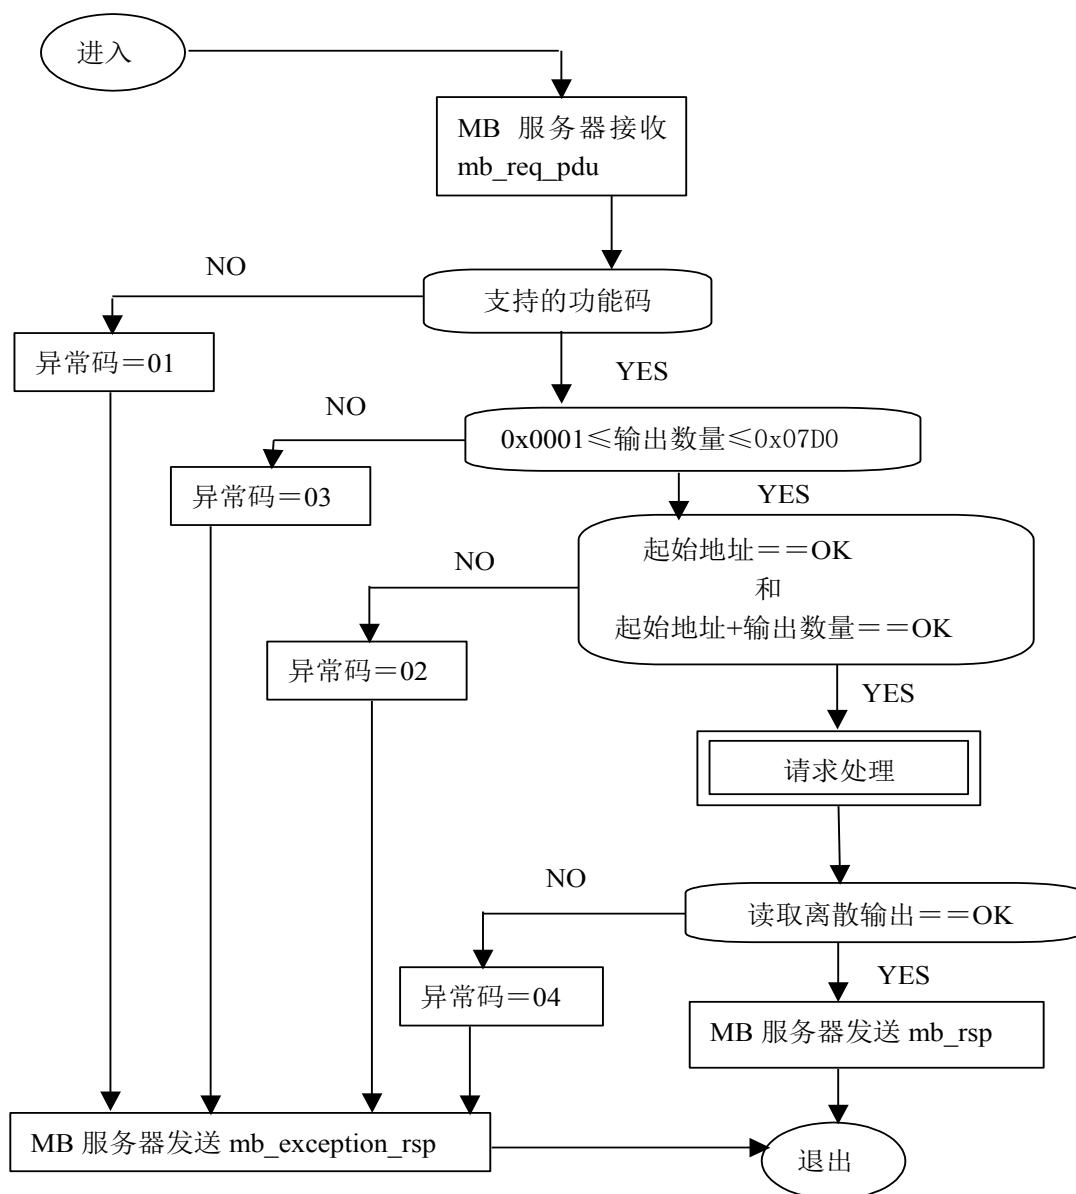 进入
MB 服务器接收
mb_req_pdu
NO
支持的功能码
异常码＝01
YES
NO
0x0001≤输出数量≤0x07D0
异常码＝03
YES
起始地址＝＝OK
NO
和
起始地址+输出数量＝＝OK
异常码＝02
YES
请求处理
NO
读取离散输出＝＝OK
YES
异常码＝04
MB 服务器发送 mb_rsp
MB 服务器发送 mb_exception_rsp
退出